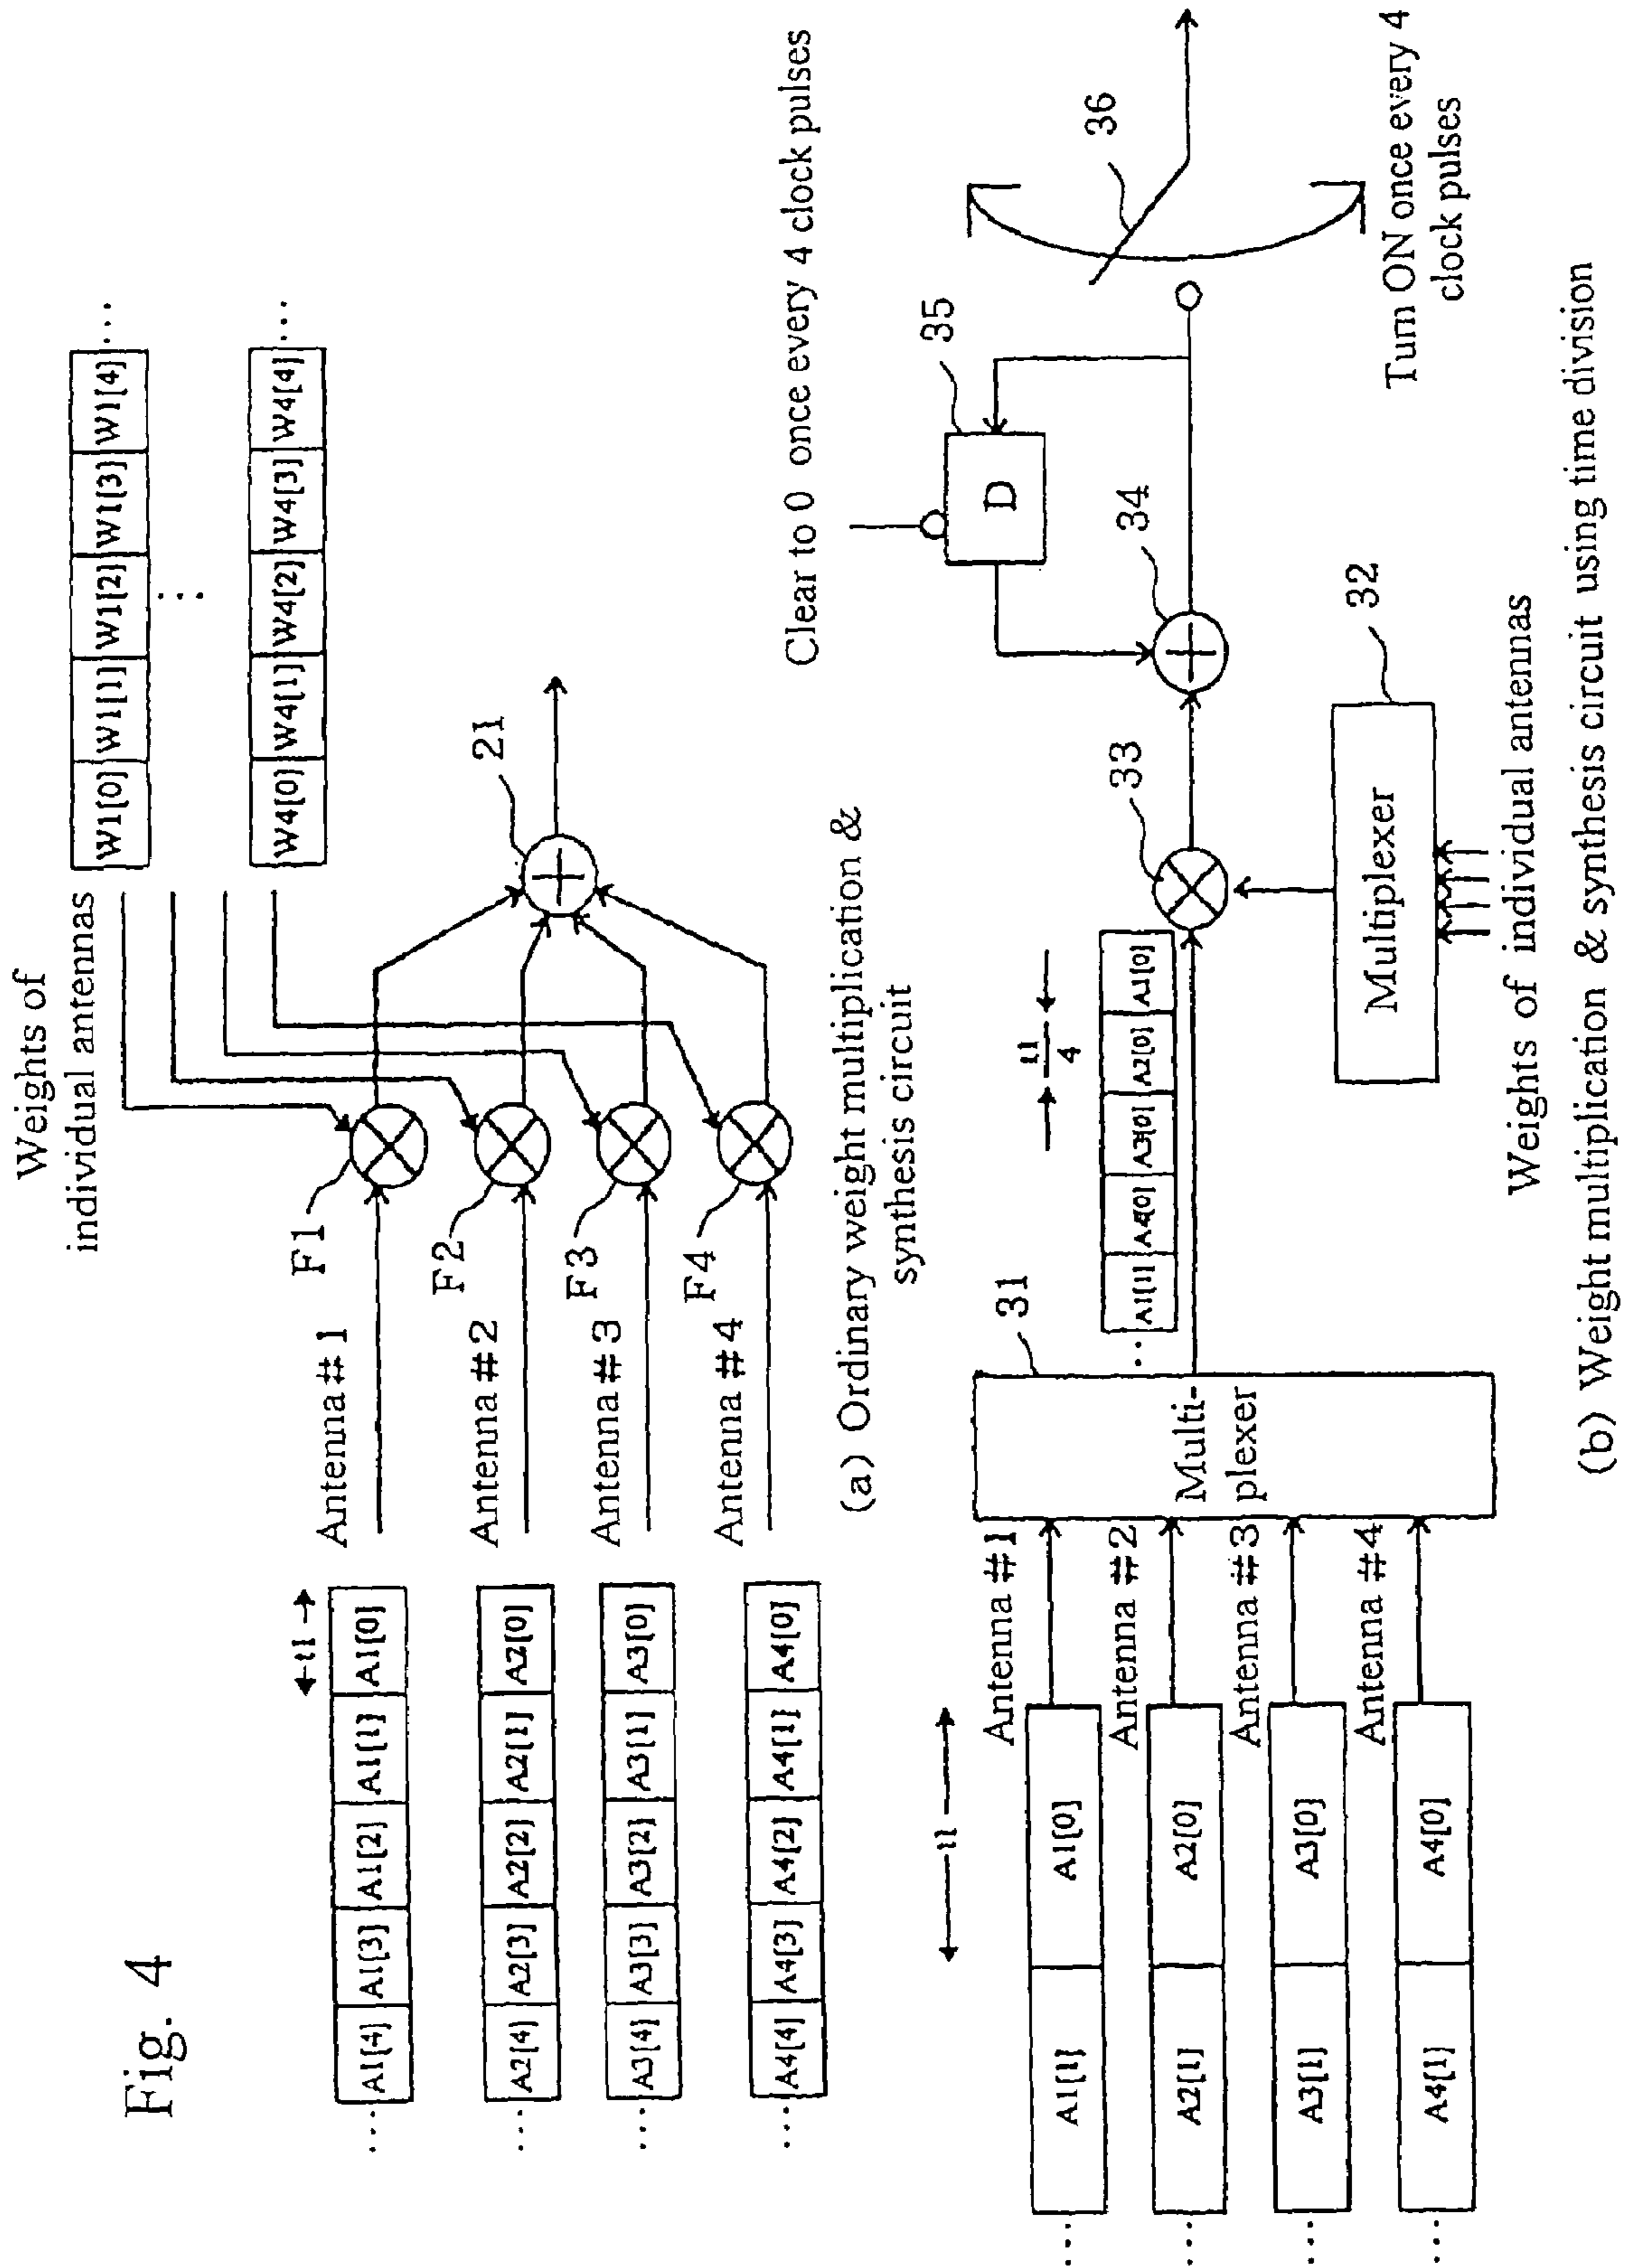 Fig. 4
Weights of
individual antennas
W1[0] W1[1] W1[2] W1[3] W1[4] ...
⋮
W4[0] W4[1] W4[2] W4[3] W4[4] ...
t1
... A1[4] A1[3] A1[2] A1[1] A1[0]
Antenna #1
F1
... A2[4] A2[3] A2[2] A2[1] A2[0]
Antenna #2
F2
... A3[4] A3[3] A3[2] A3[1] A3[0]
Antenna #3
F3
... A4[4] A4[3] A4[2] A4[1] A4[0]
Antenna #4
F4
21
(a) Ordinary weight multiplication &
synthesis circuit
Clear to 0 once every 4 clock pulses
t1
... A1[1] A1[0]
Antenna #1
... A2[1] A2[0]
Antenna #2
... A3[1] A3[0]
Antenna #3
... A4[1] A4[0]
Antenna #4
Multi-
plexer
31
t1
4
... A1[1] A4[0] A3[0] A2[0] A1[0]
33
34
D
35
36
Turn ON once every 4
clock pulses
Multiplexer
32
Weights of individual antennas
(b) Weight multiplication & synthesis circuit using time division